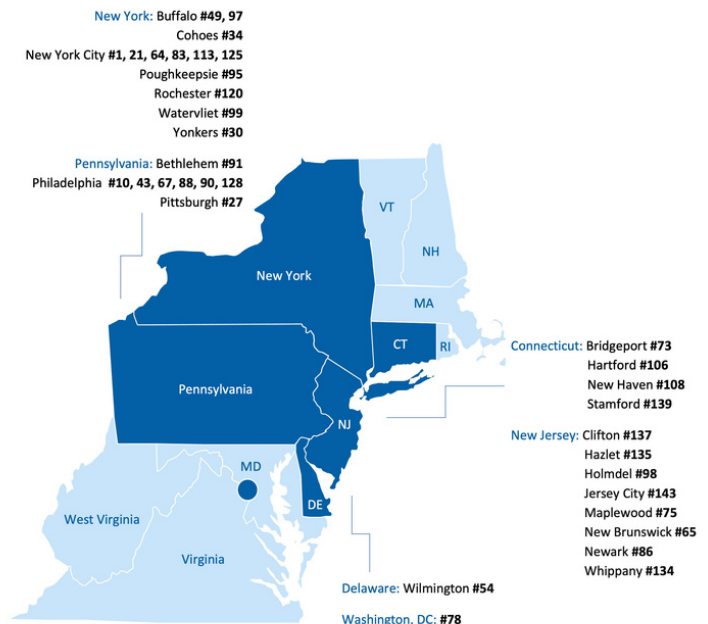 New York: Buffalo #49, 97
Cohoes #34
New York City #1, 21, 64, 83, 113, 125
Poughkeepsie #95
Rochester #120
Watervliet #99
Yonkers #30
Pennsylvania: Bethlehem #91
Philadelphia #10, 43, 67, 88, 90, 128
Pittsburgh #27
VT
NH
New York
MA
CT
RI
Pennsylvania
NJ
MD
DE
West Virginia
Virginia
Connecticut: Bridgeport #73
Hartford #106
New Haven #108
Stamford #139
New Jersey: Clifton #137
Hazlet #135
Holmdel #98
Jersey City #143
Maplewood #75
New Brunswick #65
Newark #86
Whippany #134
Delaware: Wilmington #54
Washington, DC: #78